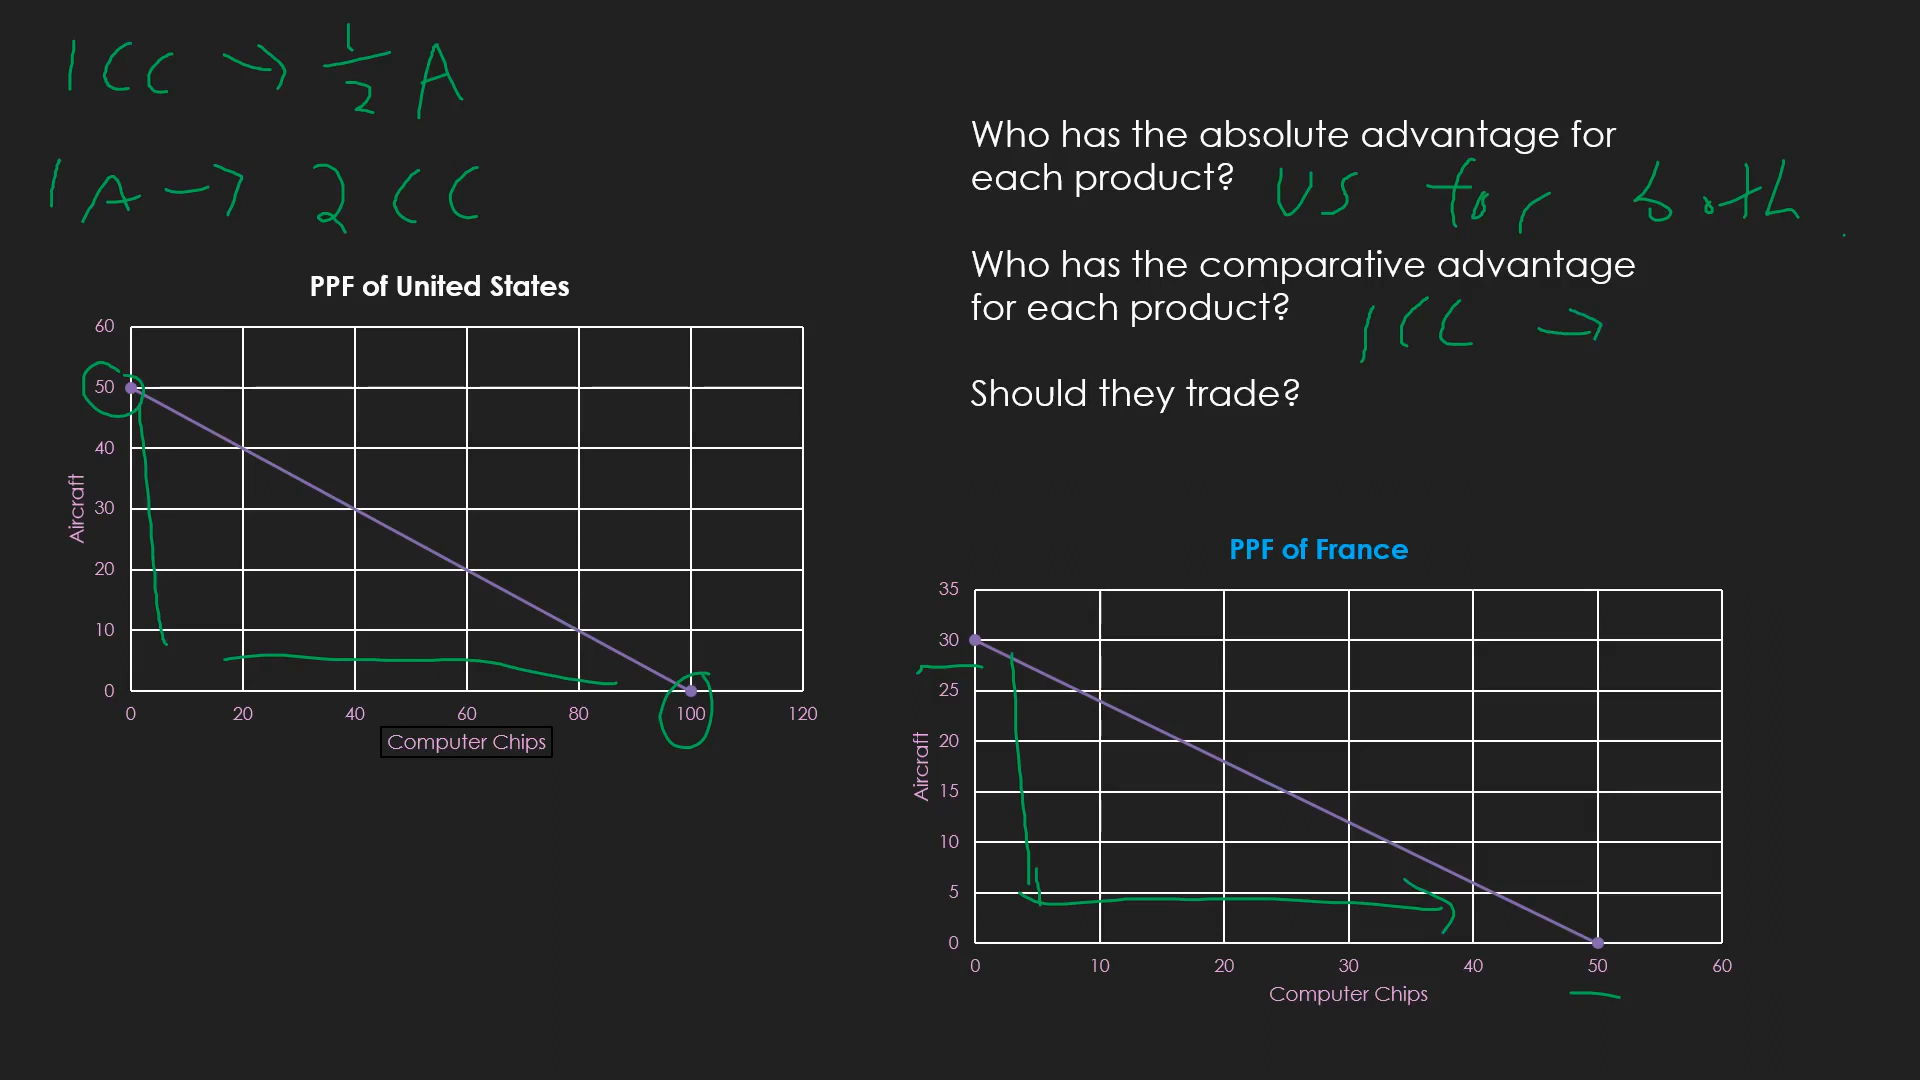 1CC → 1/2 A
1A → 2 CC
PPF of United States
60
50
40
30
20
10
0
Aircraft
0 20 40 60 80 100 120
Computer Chips
Who has the absolute advantage for
each product? US for both.
Who has the comparative advantage
for each product? 1CC →
Should they trade?
PPF of France
35
30
25
20
15
10
5
0
Aircraft
0 10 20 30 40 50 60
Computer Chips